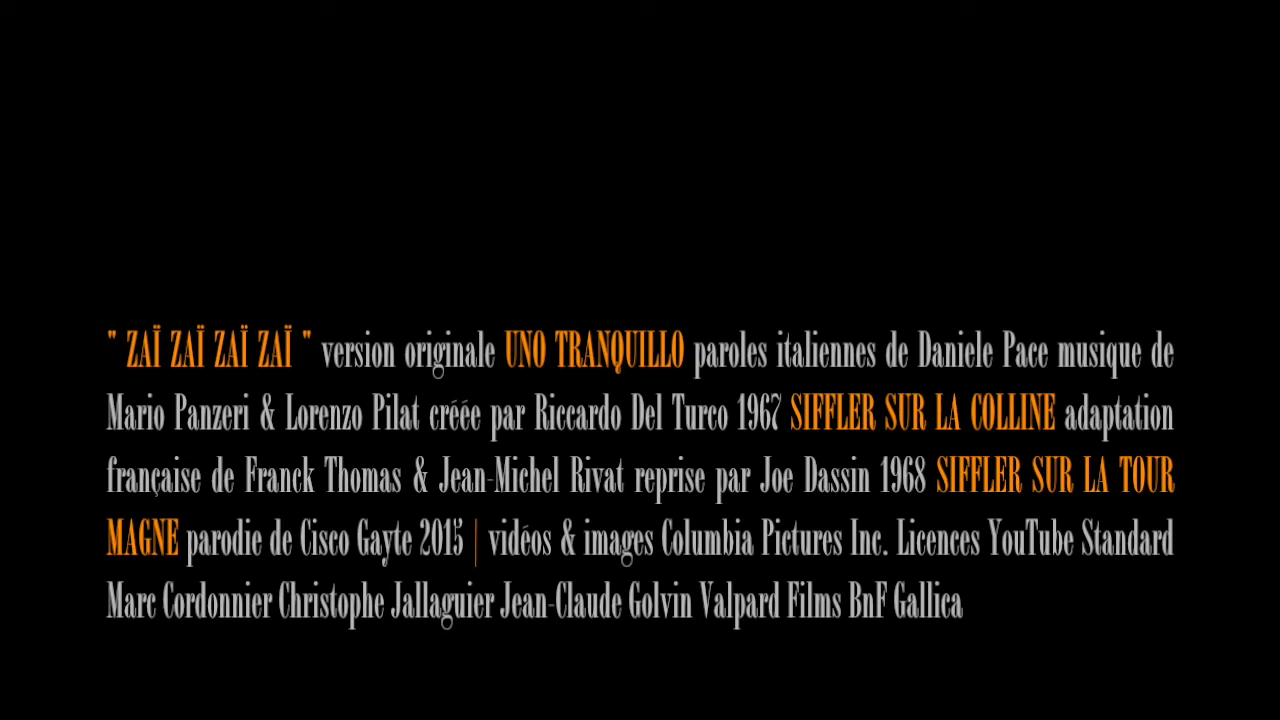 " ZAÏ ZAÏ ZAÏ ZAÏ " version originale UNO TRANQUILLO paroles italiennes de Daniele Pace musique de
Mario Panzeri & Lorenzo Pilat créée par Riccardo Del Turco 1967 SIFFLER SUR LA COLLINE adaptation
française de Franck Thomas & Jean-Michel Rivat reprise par Joe Dassin 1968 SIFFLER SUR LA TOUR
MAGNE parodie de Cisco Gayte 2015 | vidéos & images Columbia Pictures Inc. Licences YouTube Standard
Marc Cordonnier Christophe Jallaguier Jean-Claude Golvin Valpard Films BnF Gallica